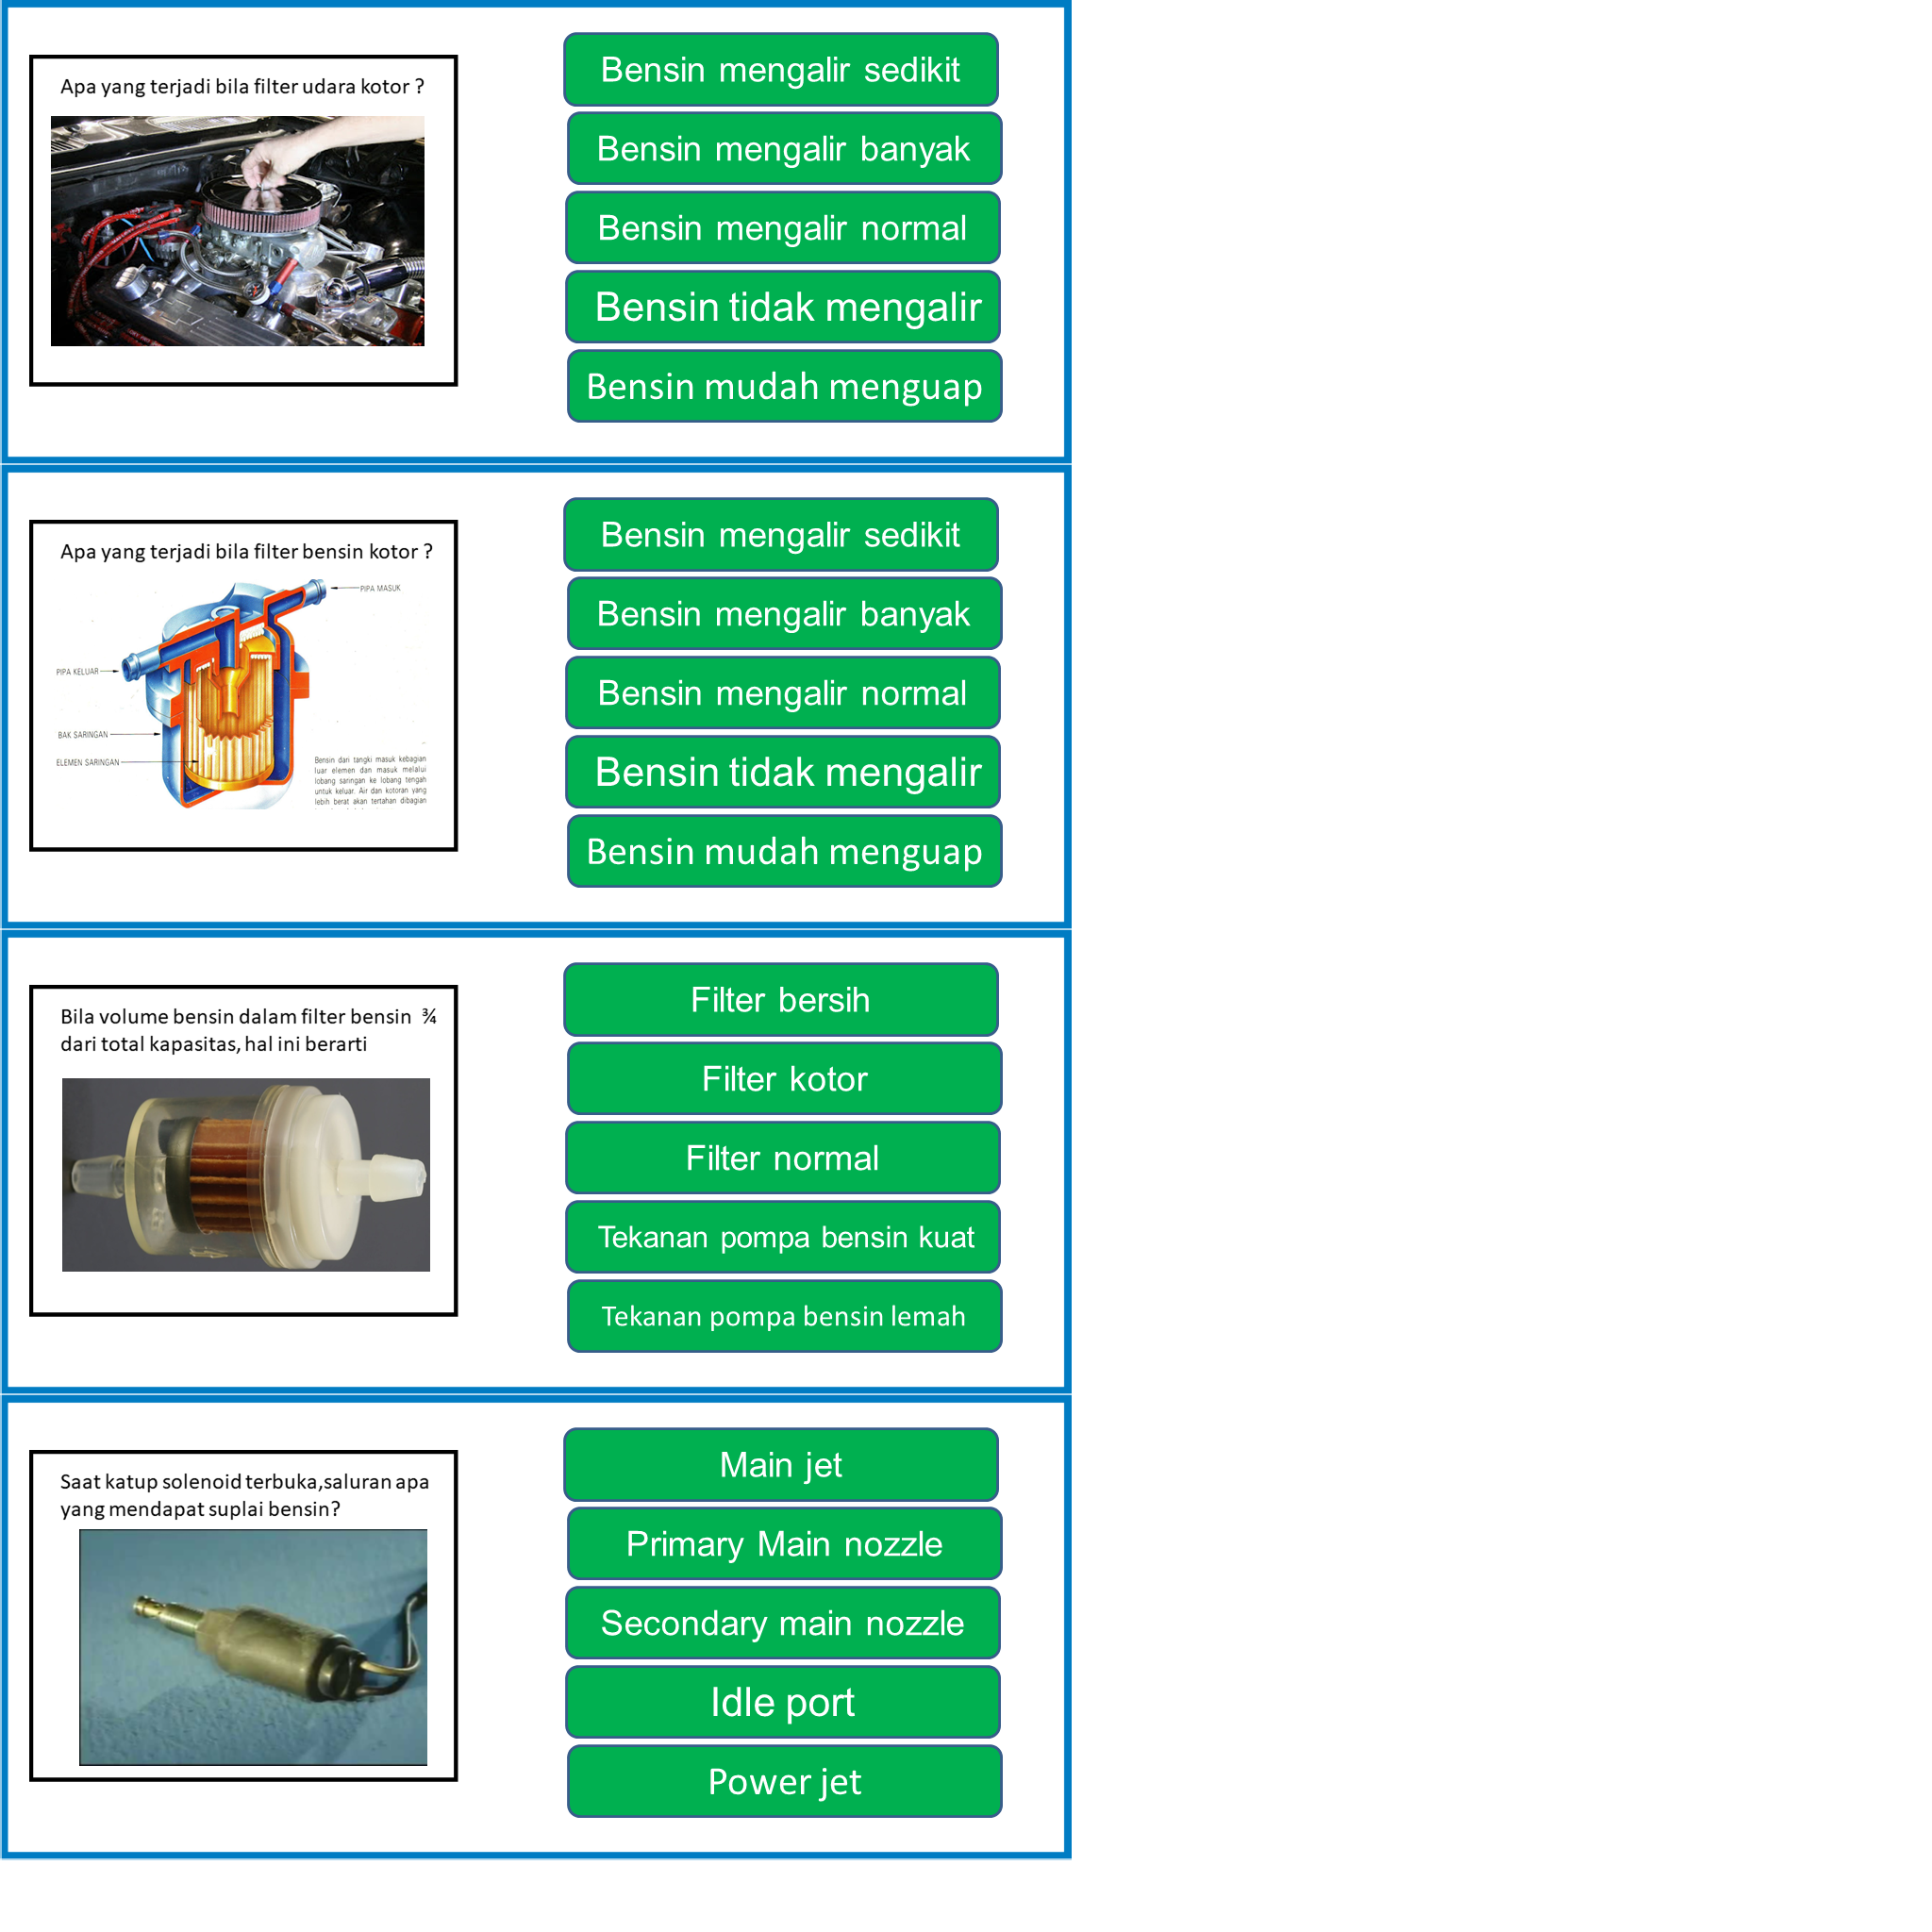 Apa yang terjadi bila filter udara kotor ?
Bensin mengalir sedikit
Bensin mengalir banyak
Bensin mengalir normal
Bensin tidak mengalir
Bensin mudah menguap
Apa yang terjadi bila filter bensin kotor ?
PIPA MASUK
PIPA KELUAR
BAK SARINGAN
ELEMEN SARINGAN
Bensin dari tangki masuk kebagian
luar elemen dan masuk melalui
lobang saringan ke lobang tengah
untuk keluar. Air dan kotoran yang
lebih berat akan tertahan dibagian
Bensin mengalir sedikit
Bensin mengalir banyak
Bensin mengalir normal
Bensin tidak mengalir
Bensin mudah menguap
Bila volume bensin dalam filter bensin ¾
dari total kapasitas, hal ini berarti
Filter bersih
Filter kotor
Filter normal
Tekanan pompa bensin kuat
Tekanan pompa bensin lemah
Saat katup solenoid terbuka,saluran apa
yang mendapat suplai bensin?
Main jet
Primary Main nozzle
Secondary main nozzle
Idle port
Power jet